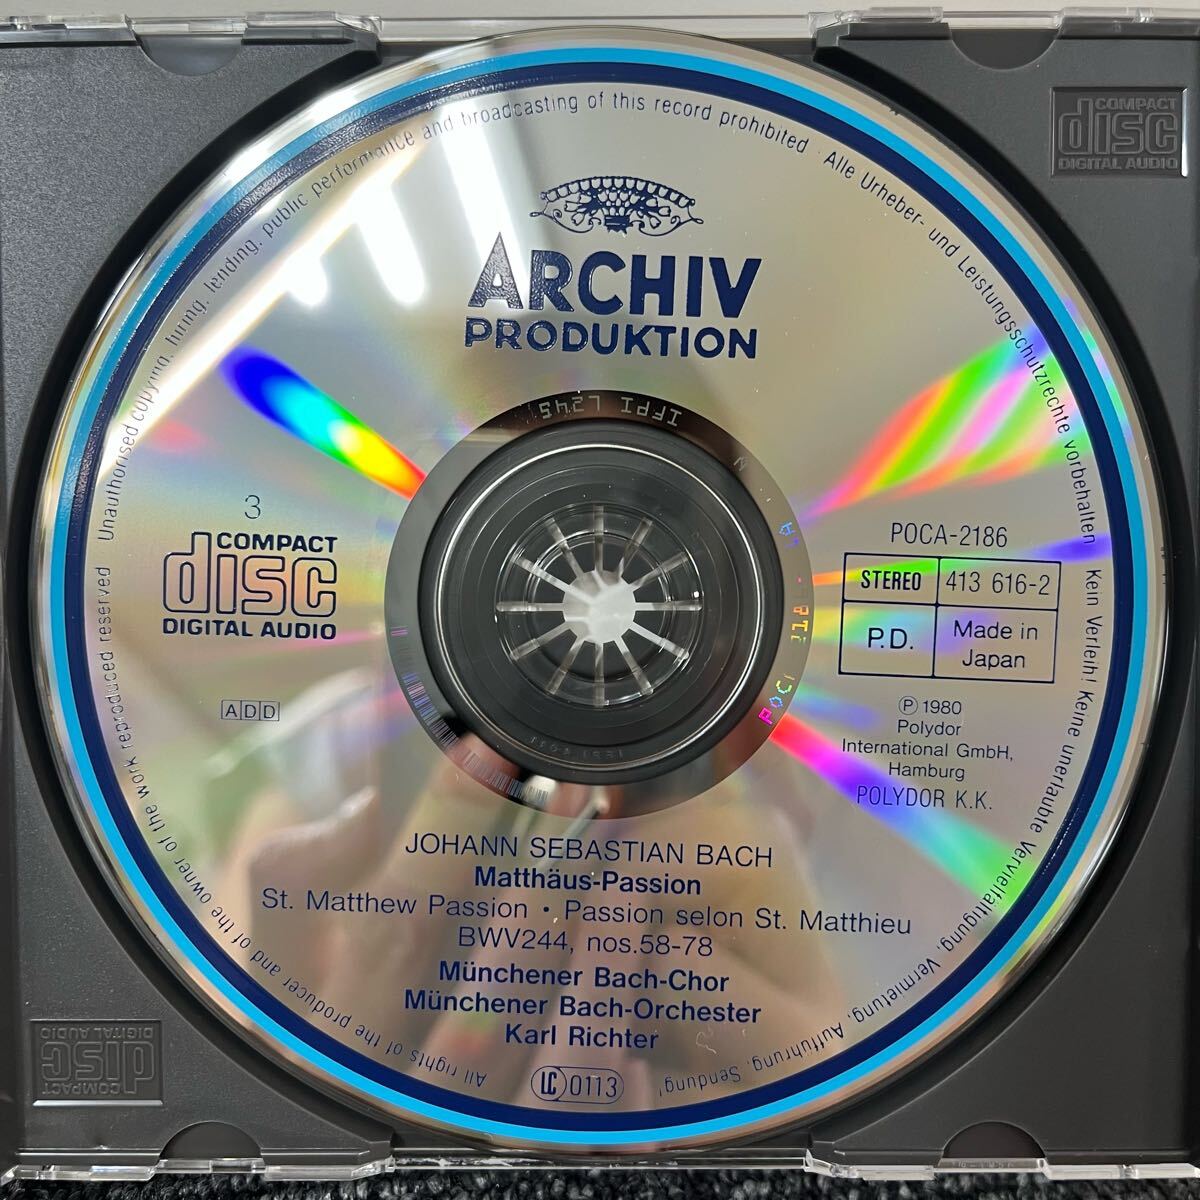 Unauthorised copying, hiring, lending, public performance and broadcasting of this record prohibited · Alle Urheber- und Leistungsschutzrechte vorbehalten
Kein Verleih! Keine unerlaubte Vervielfältigung, Vermietung, Aufführung, Sendung!
All rights of the producer and of the owner of the work reproduced reserved
ARCHIV
PRODUKTION
IFPI L245
3
COMPACT
disc
DIGITAL AUDIO
ADD
POCA-2186
STEREO
413 616-2
P.D.
Made in
Japan
Ⓟ 1980
Polydor
International GmbH,
Hamburg
POLYDOR K.K.
JOHANN SEBASTIAN BACH
Matthäus-Passion
St. Matthew Passion · Passion selon St. Matthieu
BWV244, nos.58-78
Münchener Bach-Chor
Münchener Bach-Orchester
Karl Richter
LC 0113
COMPACT
disc
DIGITAL AUDIO
COMPACT
disc
DIGITAL AUDIO